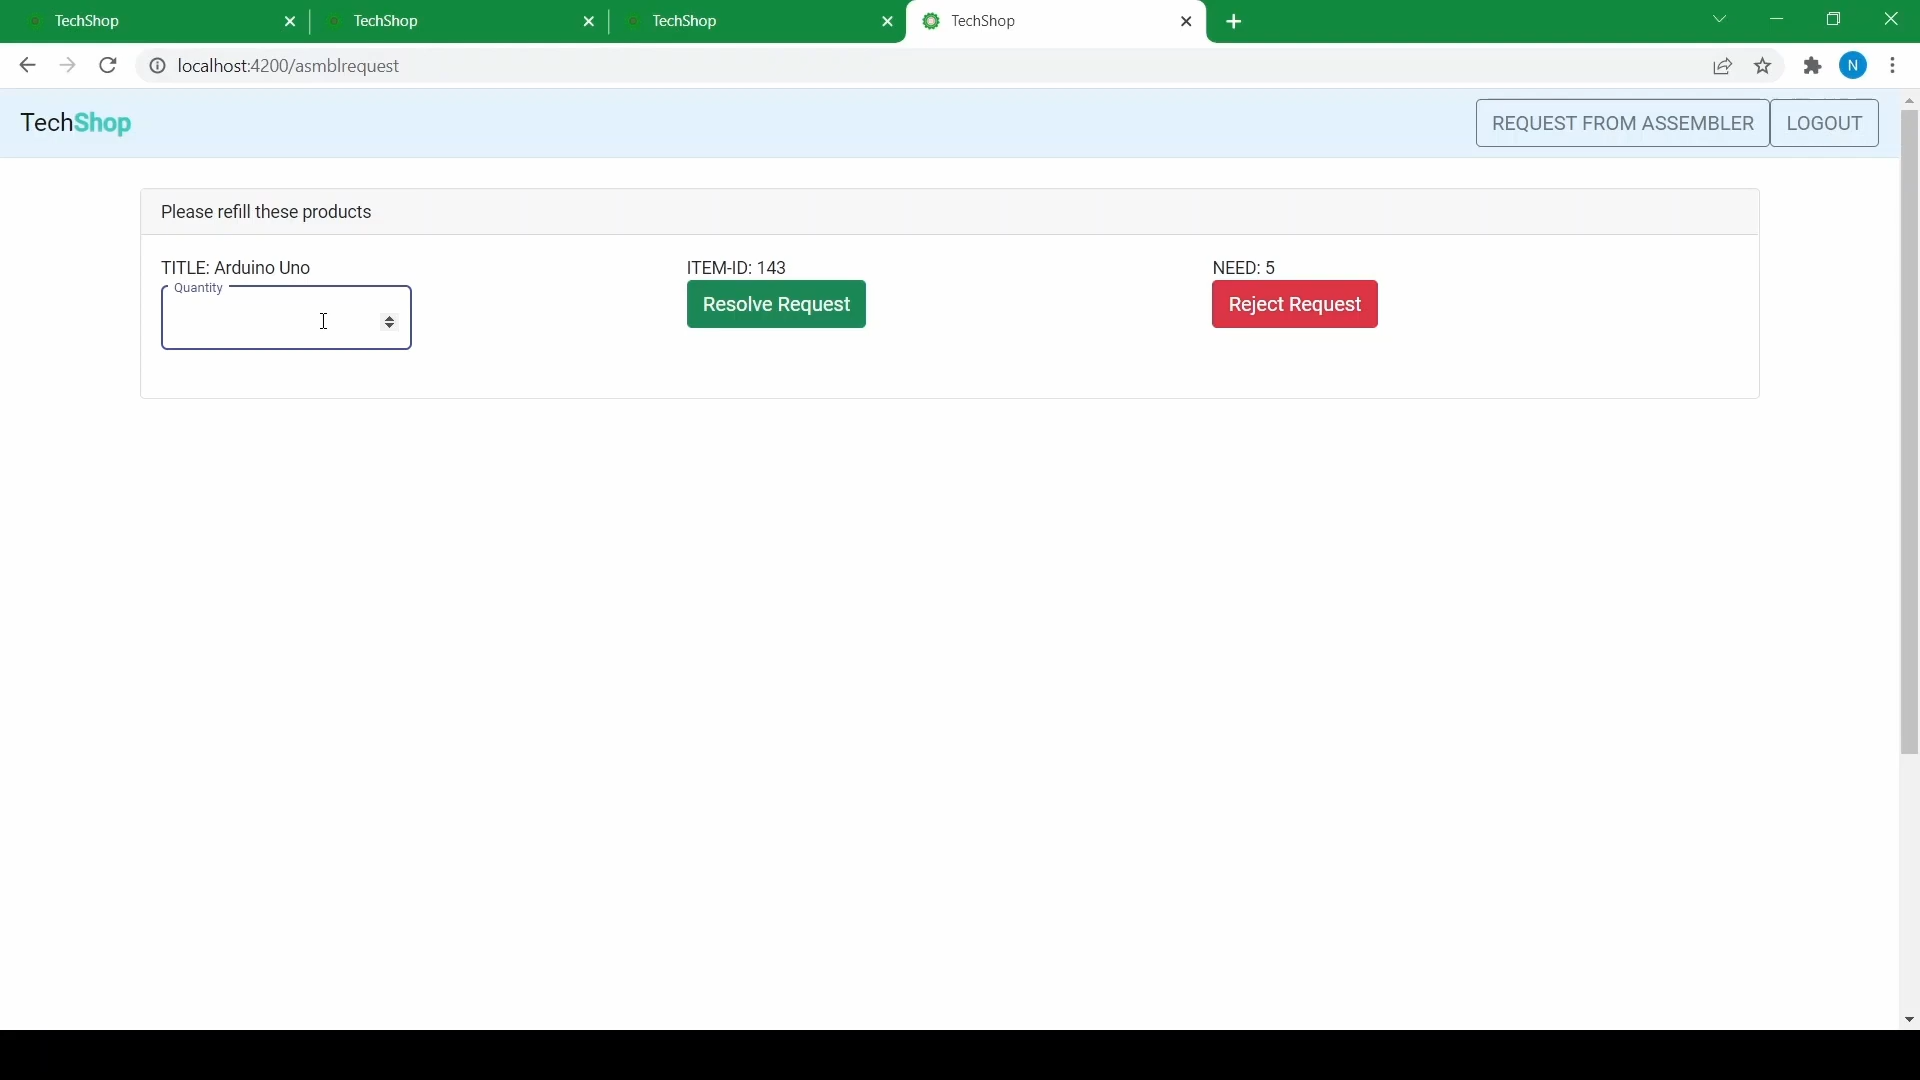 TechShop
TechShop
TechShop
TechShop
localhost:4200/asmblrequest
N
TechShop
REQUEST FROM ASSEMBLER
LOGOUT
Please refill these products
TITLE: Arduino Uno
ITEM-ID: 143
NEED: 5
Quantity
Resolve Request
Reject Request